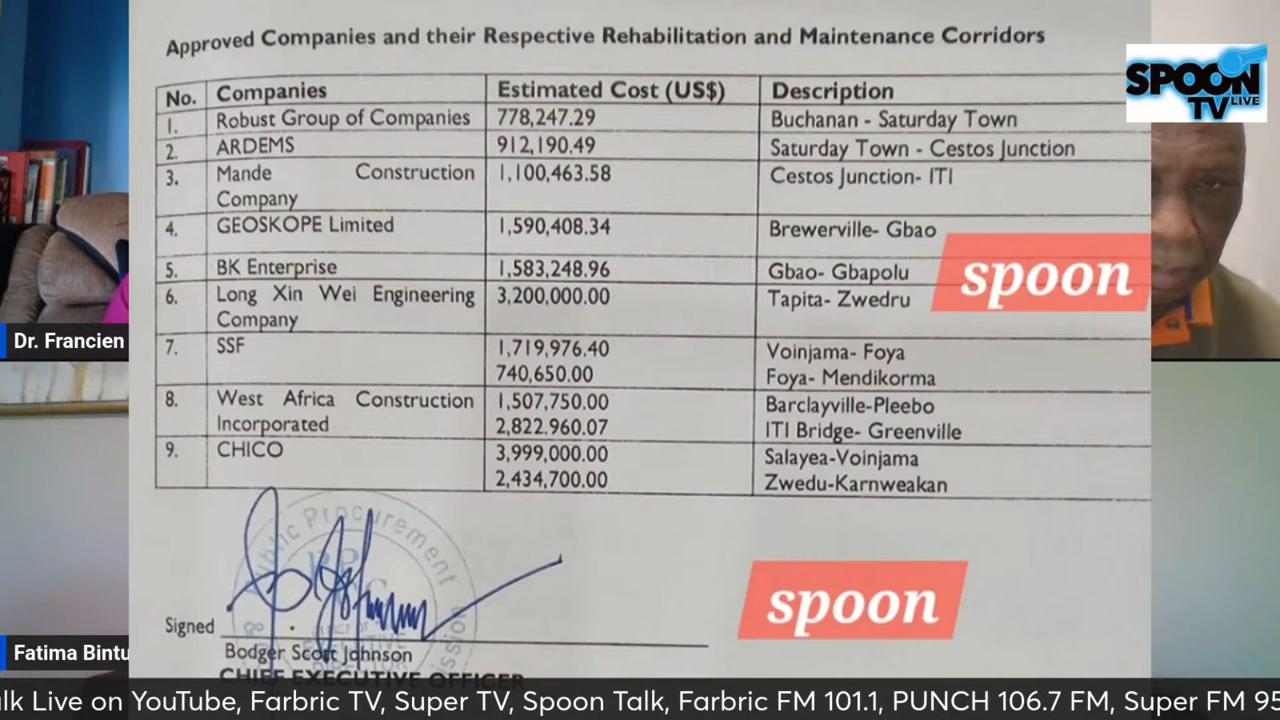 Approved Companies and their Respective Rehabilitation and Maintenance Corridors
SPOON
TV LIVE
No. Companies Estimated Cost (US$) Description
1. Robust Group of Companies 778,247.29 Buchanan - Saturday Town
2. ARDEMS 912,190.49 Saturday Town - Cestos Junction
3. Mande Construction 1,100,463.58 Cestos Junction- ITI
Company
4. GEOSKOPE Limited 1,590,408.34 Brewerville- Gbao
5. BK Enterprise 1,583,248.96 Gbao- Gbapolu
spoon
6. Long Xin Wei Engineering 3,200,000.00 Tapita- Zwedru
Company
7. SSF 1,719,976.40 Voinjama- Foya
740,650.00 Foya- Mendikorma
8. West Africa Construction 1,507,750.00 Barclayville-Pleebo
Incorporated 2,822.960.07 ITI Bridge- Greenville
9. CHICO 3,999,000.00 Salayea-Voinjama
2,434,700.00 Zwedu-Karnweakan
Dr. Francien
Public Procurement
spoon
Signed
Bodger Scott Johnson
CHIEF EXECUTIVE OFFICER
Fatima Bintu
alk Live on YouTube, Farbric TV, Super TV, Spoon Talk, Farbric FM 101.1, PUNCH 106.7 FM, Super FM 95